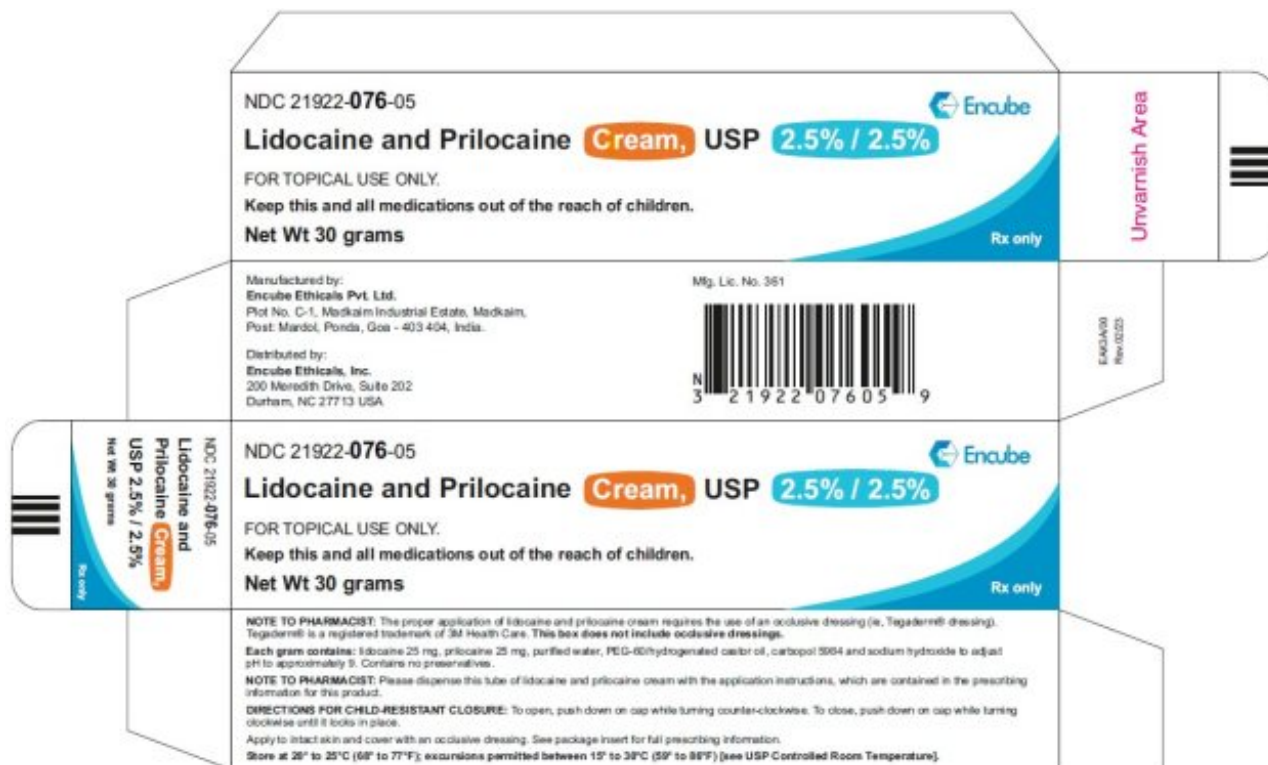 NDC 21922-076-05
Encube
Lidocaine and Prilocaine Cream, USP 2.5% / 2.5%
FOR TOPICAL USE ONLY.
Keep this and all medications out of the reach of children.
Net Wt 30 grams
Rx only
Unvarnish Area
Manufactured by:
Encube Ethicals Pvt. Ltd.
Plot No. C-1, Madkaim Industrial Estate, Madkaim,
Post: Mardol, Ponda, Goa - 403 404, India.
Distributed by:
Encube Ethicals, Inc.
200 Meredith Drive, Suite 202
Durham, NC 27713 USA
Mfg. Lic. No. 361
N
3 21922 07605 9
Rev.02/23
NDC 21922-076-05
Lidocaine and
Prilocaine Cream,
USP 2.5% / 2.5%
Net Wt 30 grams
Rx only
NDC 21922-076-05
Encube
Lidocaine and Prilocaine Cream, USP 2.5% / 2.5%
FOR TOPICAL USE ONLY.
Keep this and all medications out of the reach of children.
Net Wt 30 grams
Rx only
NOTE TO PHARMACIST: The proper application of lidocaine and prilocaine cream requires the use of an occlusive dressing (ie, Tegaderm® dressing).
Tegaderm® is a registered trademark of 3M Health Care. This box does not include occlusive dressings.
Each gram contains: lidocaine 25 mg, prilocaine 25 mg, purified water, PEG-60/hydrogenated castor oil, carbopol 5984 and sodium hydroxide to adjust
pH to approximately 9. Contains no preservatives.
NOTE TO PHARMACIST: Please dispense this tube of lidocaine and prilocaine cream with the application instructions, which are contained in the prescribing
information for this product.
DIRECTIONS FOR CHILD-RESISTANT CLOSURE: To open, push down on cap while turning counter-clockwise. To close, push down on cap while turning
clockwise until it locks in place.
Apply to intact skin and cover with an occlusive dressing. See package insert for full prescribing information.
Store at 20° to 25°C (68° to 77°F); excursions permitted between 15° to 30°C (59° to 86°F) [see USP Controlled Room Temperature].